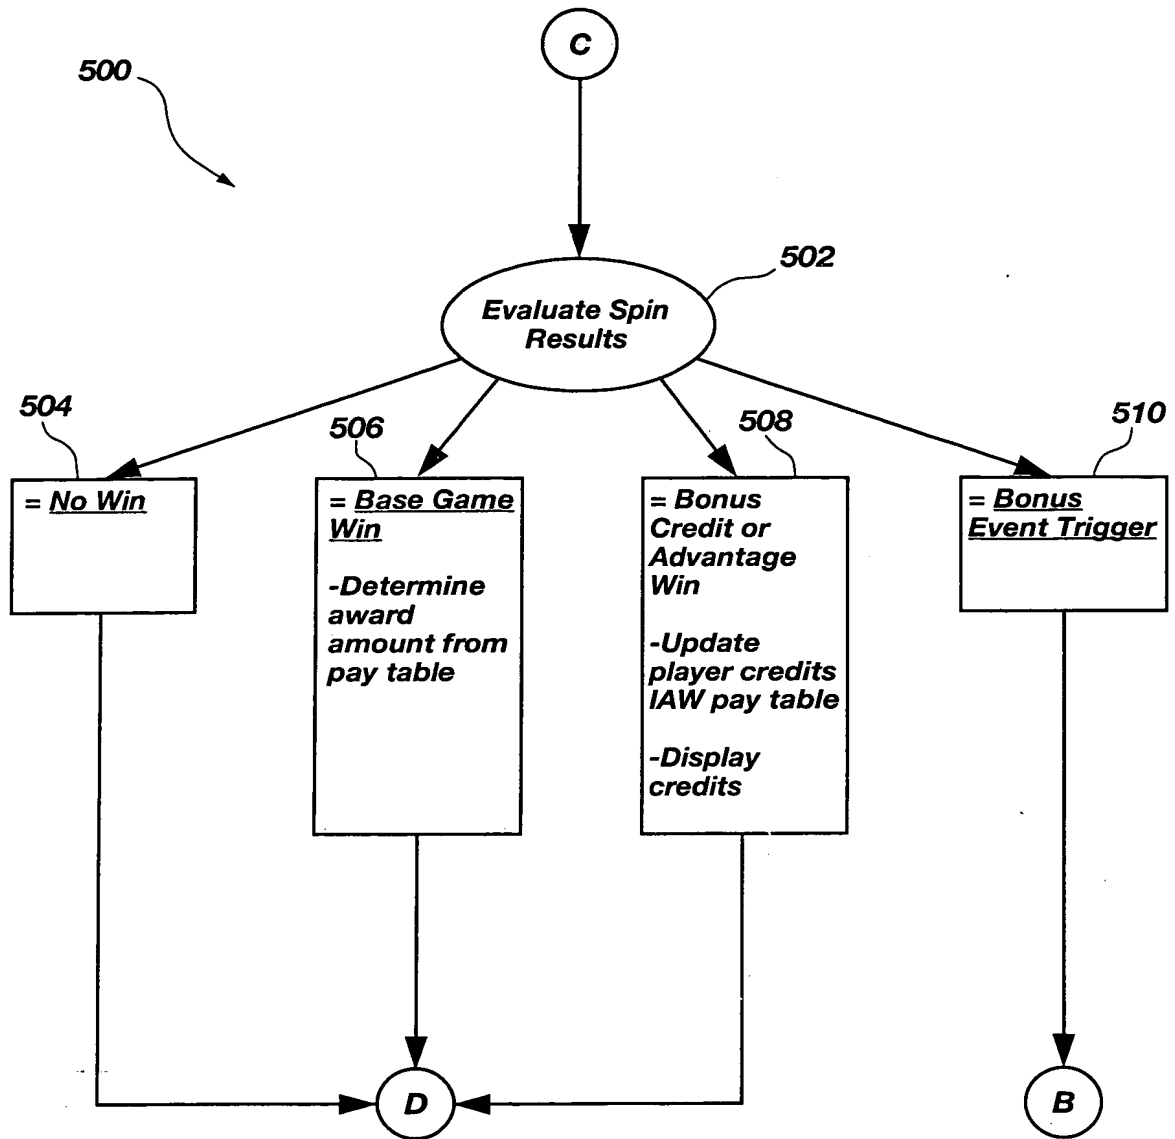 C
500
502
Evaluate Spin
Results
504
506
508
510
= No Win
= Base Game
Win
-Determine
award
amount from
pay table
= Bonus
Credit or
Advantage
Win
-Update
player credits
IAW pay table
-Display
credits
= Bonus
Event Trigger
D
B